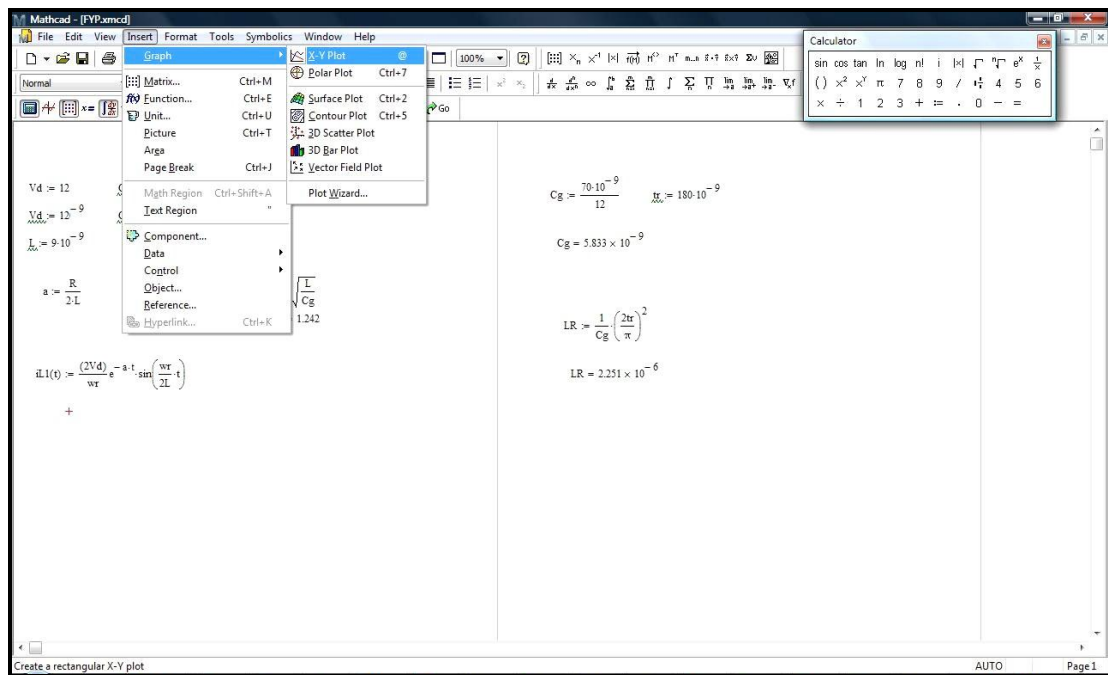 Mathcad - [FYP.xmcd]
File Edit View Insert Format Tools Symbolics Window Help
Graph
Matrix... Ctrl+M
Function... Ctrl+E
Unit... Ctrl+U
Picture Ctrl+T
Area
Page Break Ctrl+J
Math Region Ctrl+Shift+A
Text Region "
Component...
Data
Control
Object...
Reference...
Hyperlink... Ctrl+K
X-Y Plot @
Polar Plot Ctrl+7
Surface Plot Ctrl+2
Contour Plot Ctrl+5
3D Scatter Plot
3D Bar Plot
Vector Field Plot
Plot Wizard...
Normal
100%
Go
Calculator
sin cos tan ln log n! i |×| √ ⁿ√ eˣ 1/x
( ) ×² ×ʸ π 7 8 9 / 4 5 6
× ÷ 1 2 3 + := . 0 − =
Vd := 12
Vd := 12⁻⁹
L := 9·10⁻⁹
a := R/(2·L)
√(L/Cg)
1.242
iL1(t) := (2Vd)/wr e^(−a·t)·sin(wr/2L·t)
Cg := 70·10⁻⁹/12 tr := 180·10⁻⁹
Cg = 5.833 × 10⁻⁹
LR := 1/Cg·(2tr/π)²
LR = 2.251 × 10⁻⁶
Create a rectangular X-Y plot AUTO Page 1